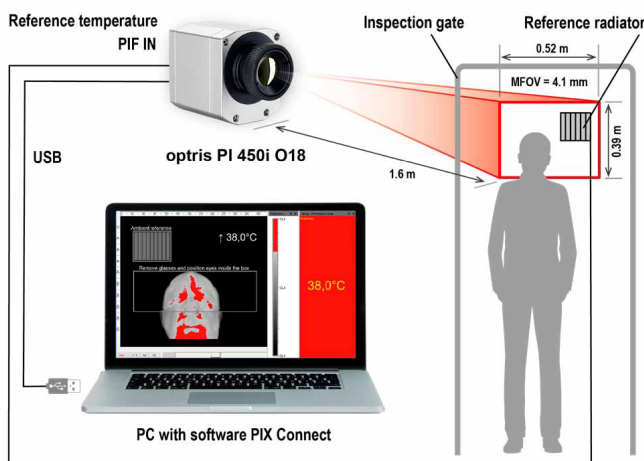 Reference temperature
PIF IN
Inspection gate
Reference radiator
0.52 m
MFOV = 4.1 mm
0.39 m
USB
optris PI 450i O18
1.6 m
Ambient reference
↑ 38,0°C
Remove glasses and position eyes inside the box
38,0°C
PC with software PIX Connect